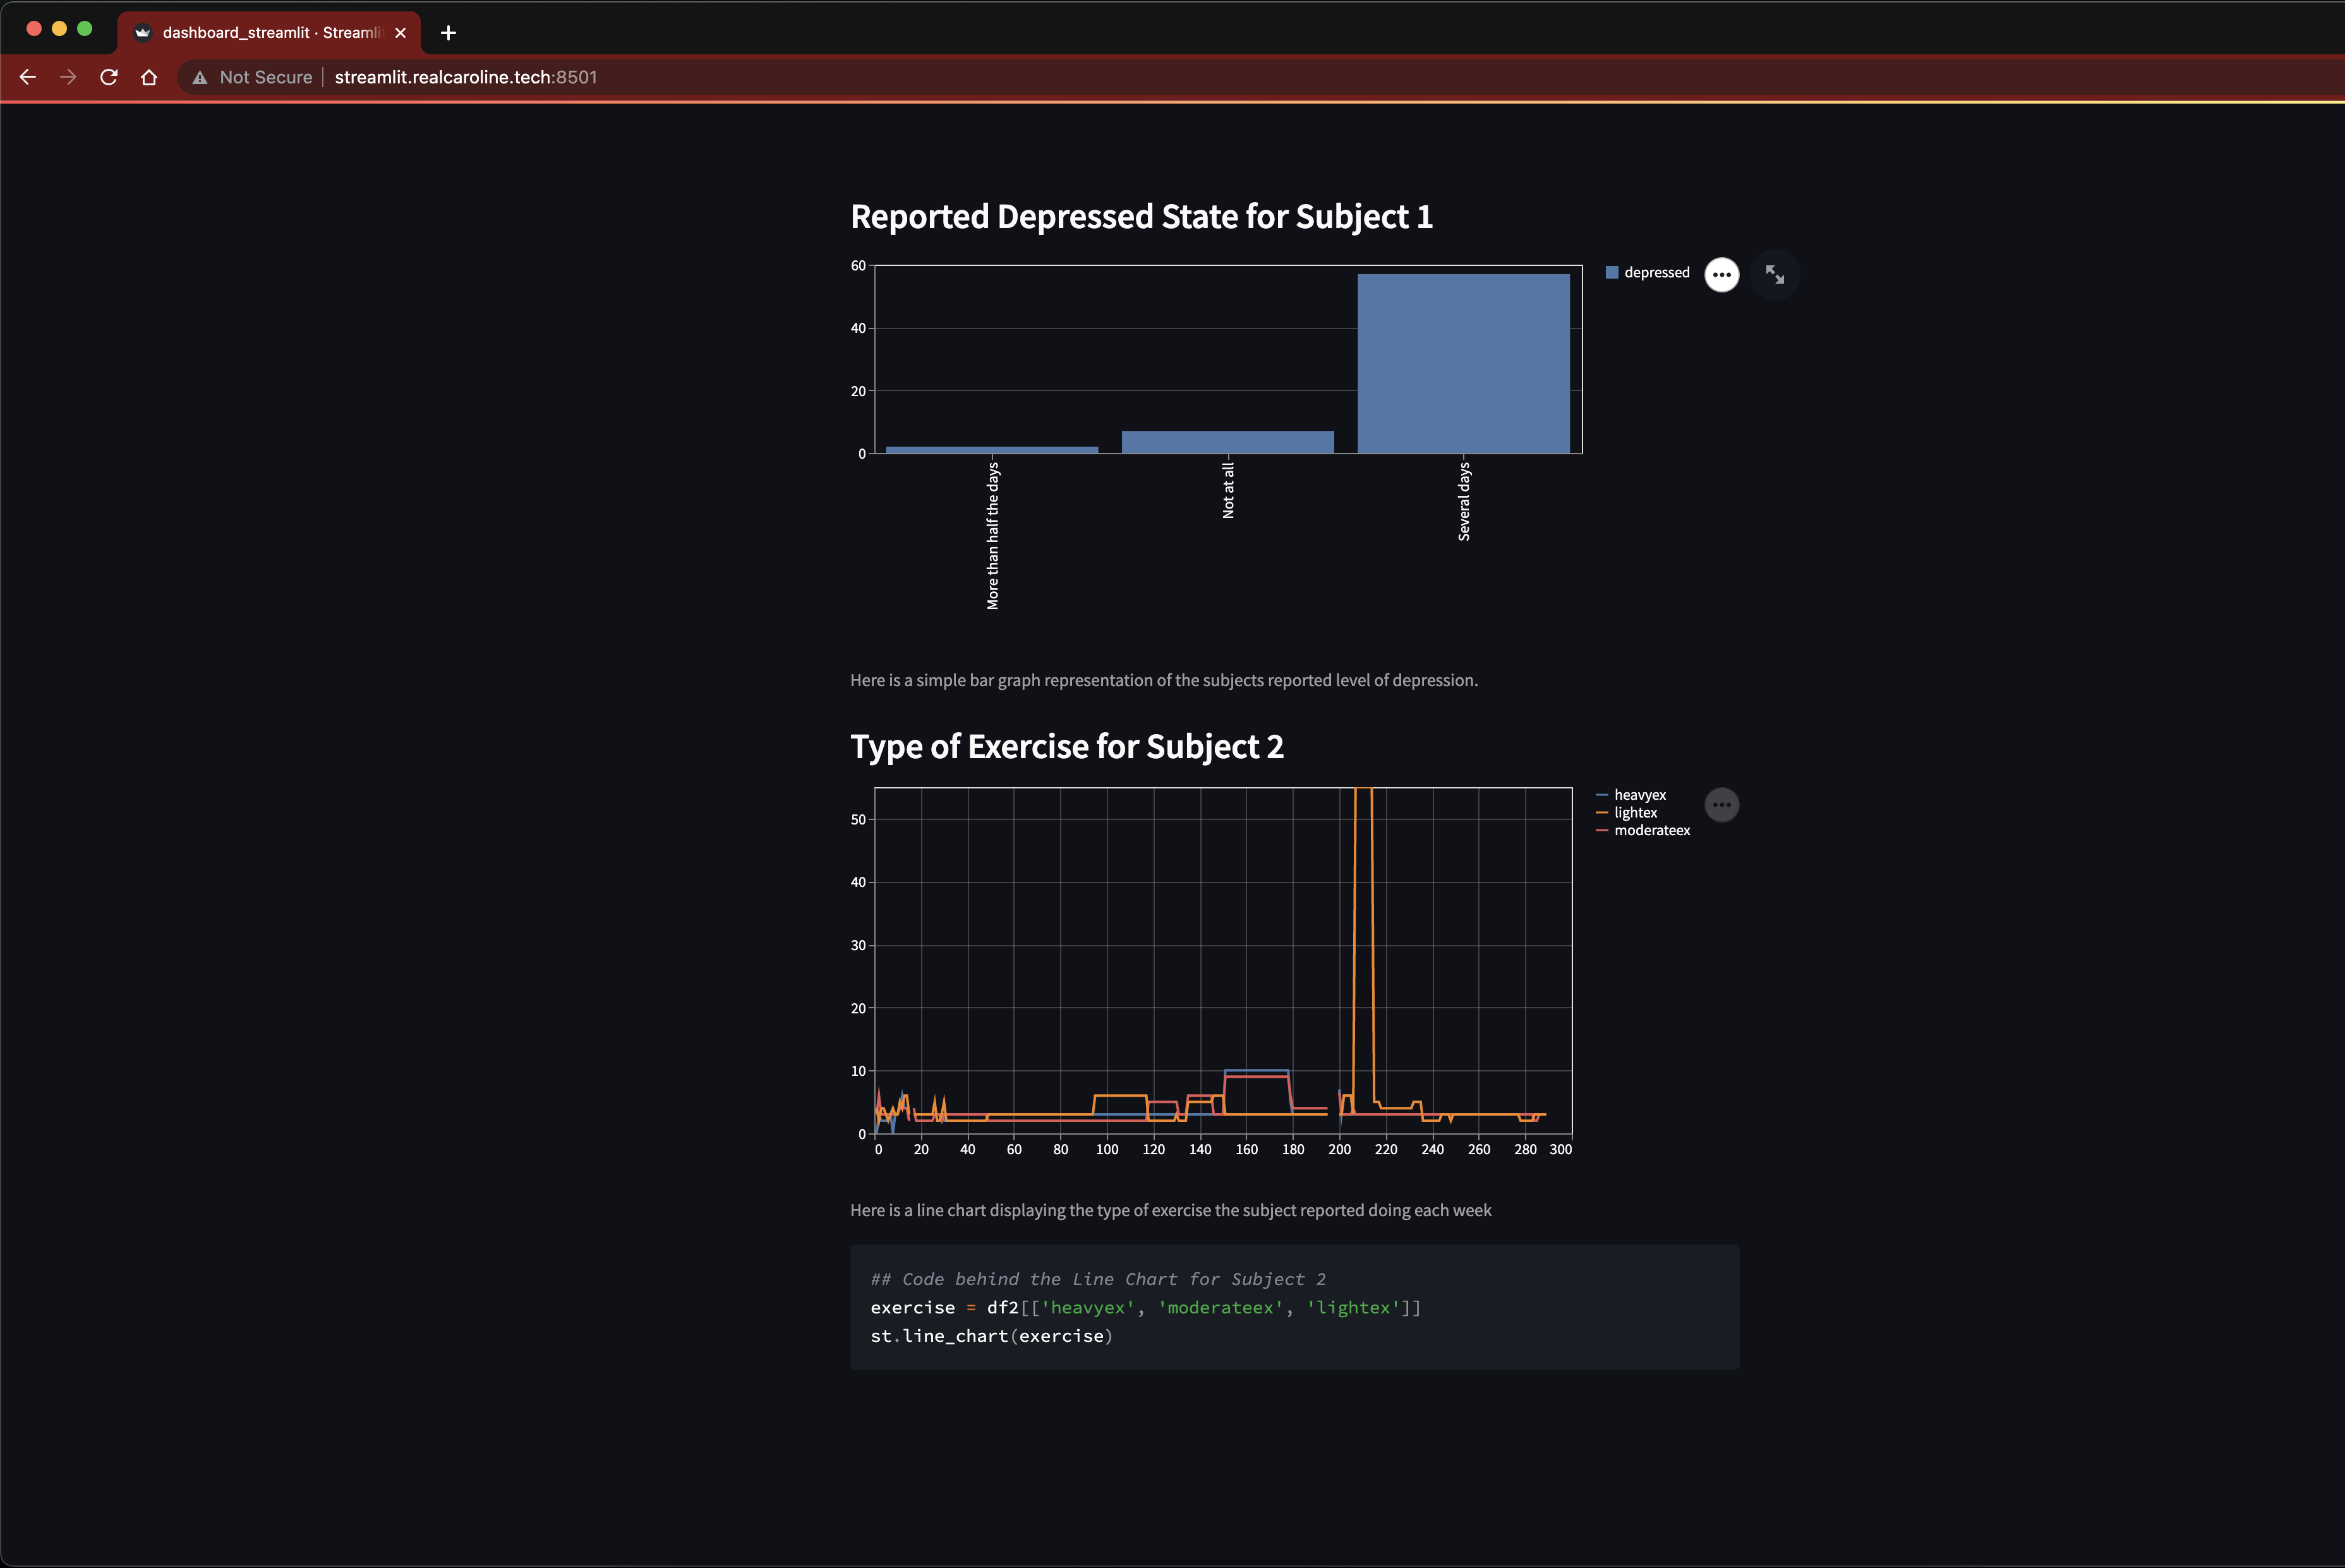 dashboard_streamlit · Streamli
Not Secure streamlit.realcaroline.tech:8501
Reported Depressed State for Subject 1
60
40
20
0
depressed
More than half the days
Not at all
Several days
Here is a simple bar graph representation of the subjects reported level of depression.
Type of Exercise for Subject 2
50
40
30
20
10
0
heavyex
lightex
moderateex
0 20 40 60 80 100 120 140 160 180 200 220 240 260 280 300
Here is a line chart displaying the type of exercise the subject reported doing each week
## Code behind the Line Chart for Subject 2
exercise = df2[['heavyex', 'moderateex', 'lightex']]
st.line_chart(exercise)